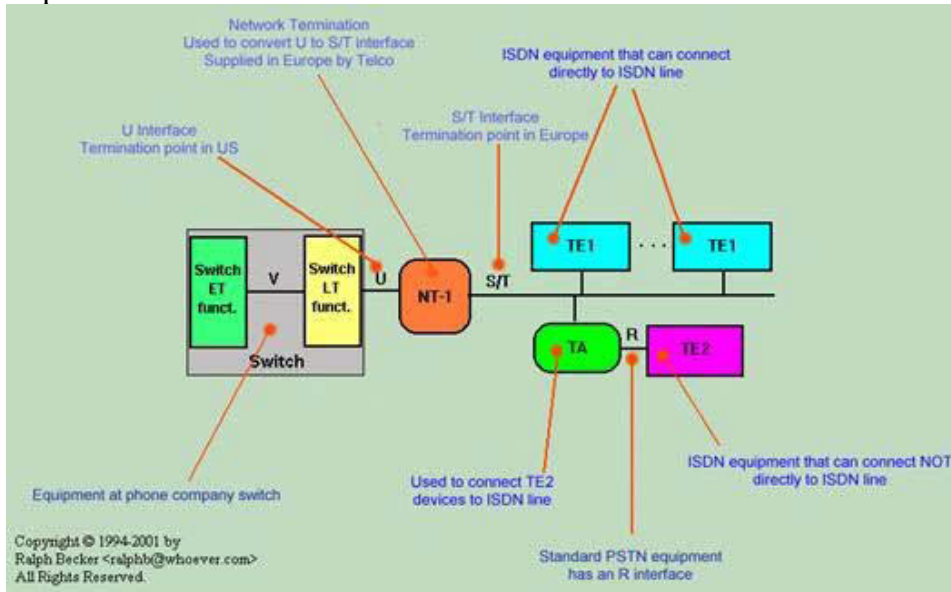 Network Termination
Used to convert U to S/T interface
Supplied in Europe by Telco
ISDN equipment that can connect
directly to ISDN line
U Interface
Termination point in US
S/T Interface
Termination point in Europe
Switch
ET
funct.
V
Switch
LT
funct.
U
NT-1
S/T
TE1
. . .
TE1
TA
R
TE2
Switch
Equipment at phone company switch
Used to connect TE2
devices to ISDN line
ISDN equipment that can connect NOT
directly to ISDN line
Standard PSTN equipment
has an R interface
Copyright © 1994-2001 by
Ralph Becker <ralphb@whoever.com>
All Rights Reserved.